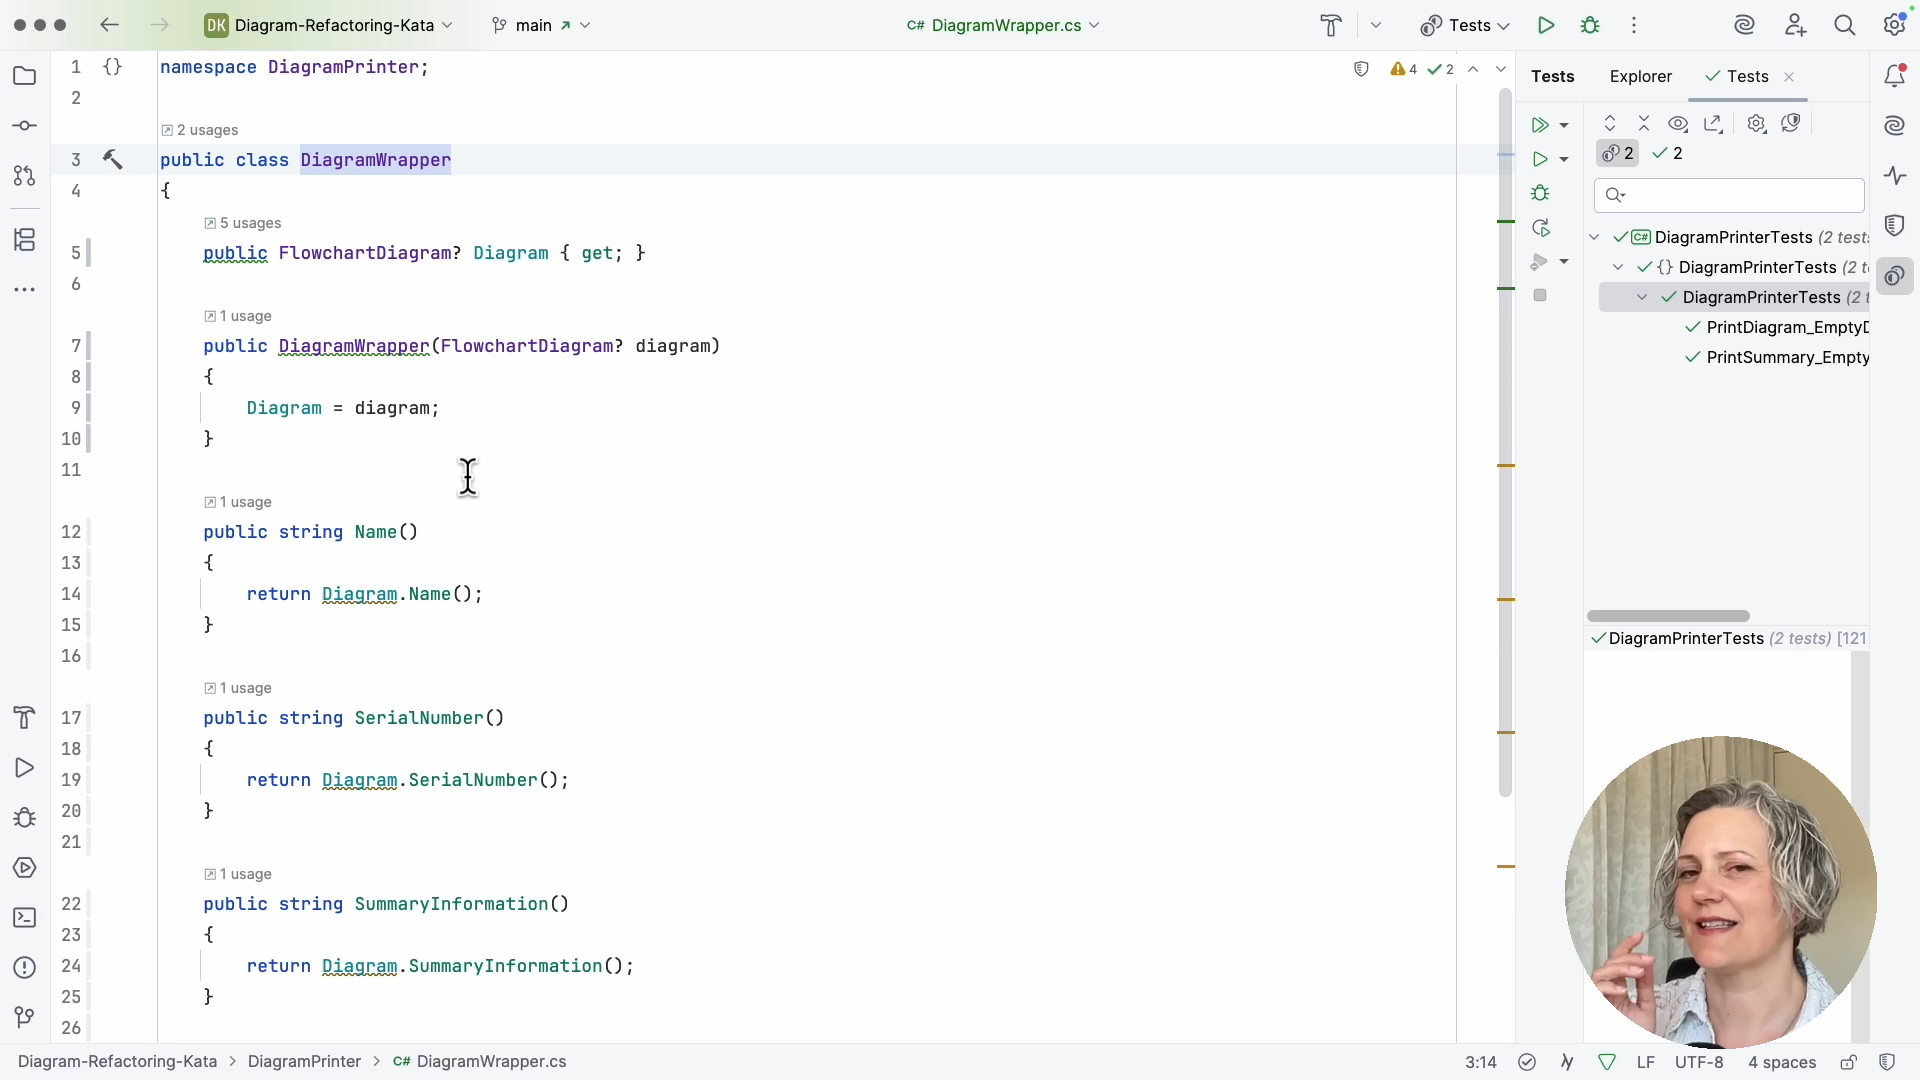 DK Diagram-Refactoring-Kata main C# DiagramWrapper.cs Tests
1 {} namespace DiagramPrinter;
2
2 usages
3 public class DiagramWrapper
4 {
5 usages
5 public FlowchartDiagram? Diagram { get; }
6
1 usage
7 public DiagramWrapper(FlowchartDiagram? diagram)
8 {
9 Diagram = diagram;
10 }
11
1 usage
12 public string Name()
13 {
14 return Diagram.Name();
15 }
16
1 usage
17 public string SerialNumber()
18 {
19 return Diagram.SerialNumber();
20 }
21
1 usage
22 public string SummaryInformation()
23 {
24 return Diagram.SummaryInformation();
25 }
26
4 2
Tests Explorer Tests
2 2
C# DiagramPrinterTests (2 tests
{} DiagramPrinterTests (2 t
DiagramPrinterTests (2 t
PrintDiagram_EmptyD
PrintSummary_Empty
DiagramPrinterTests (2 tests) [121
Diagram-Refactoring-Kata > DiagramPrinter > C# DiagramWrapper.cs
3:14 LF UTF-8 4 spaces